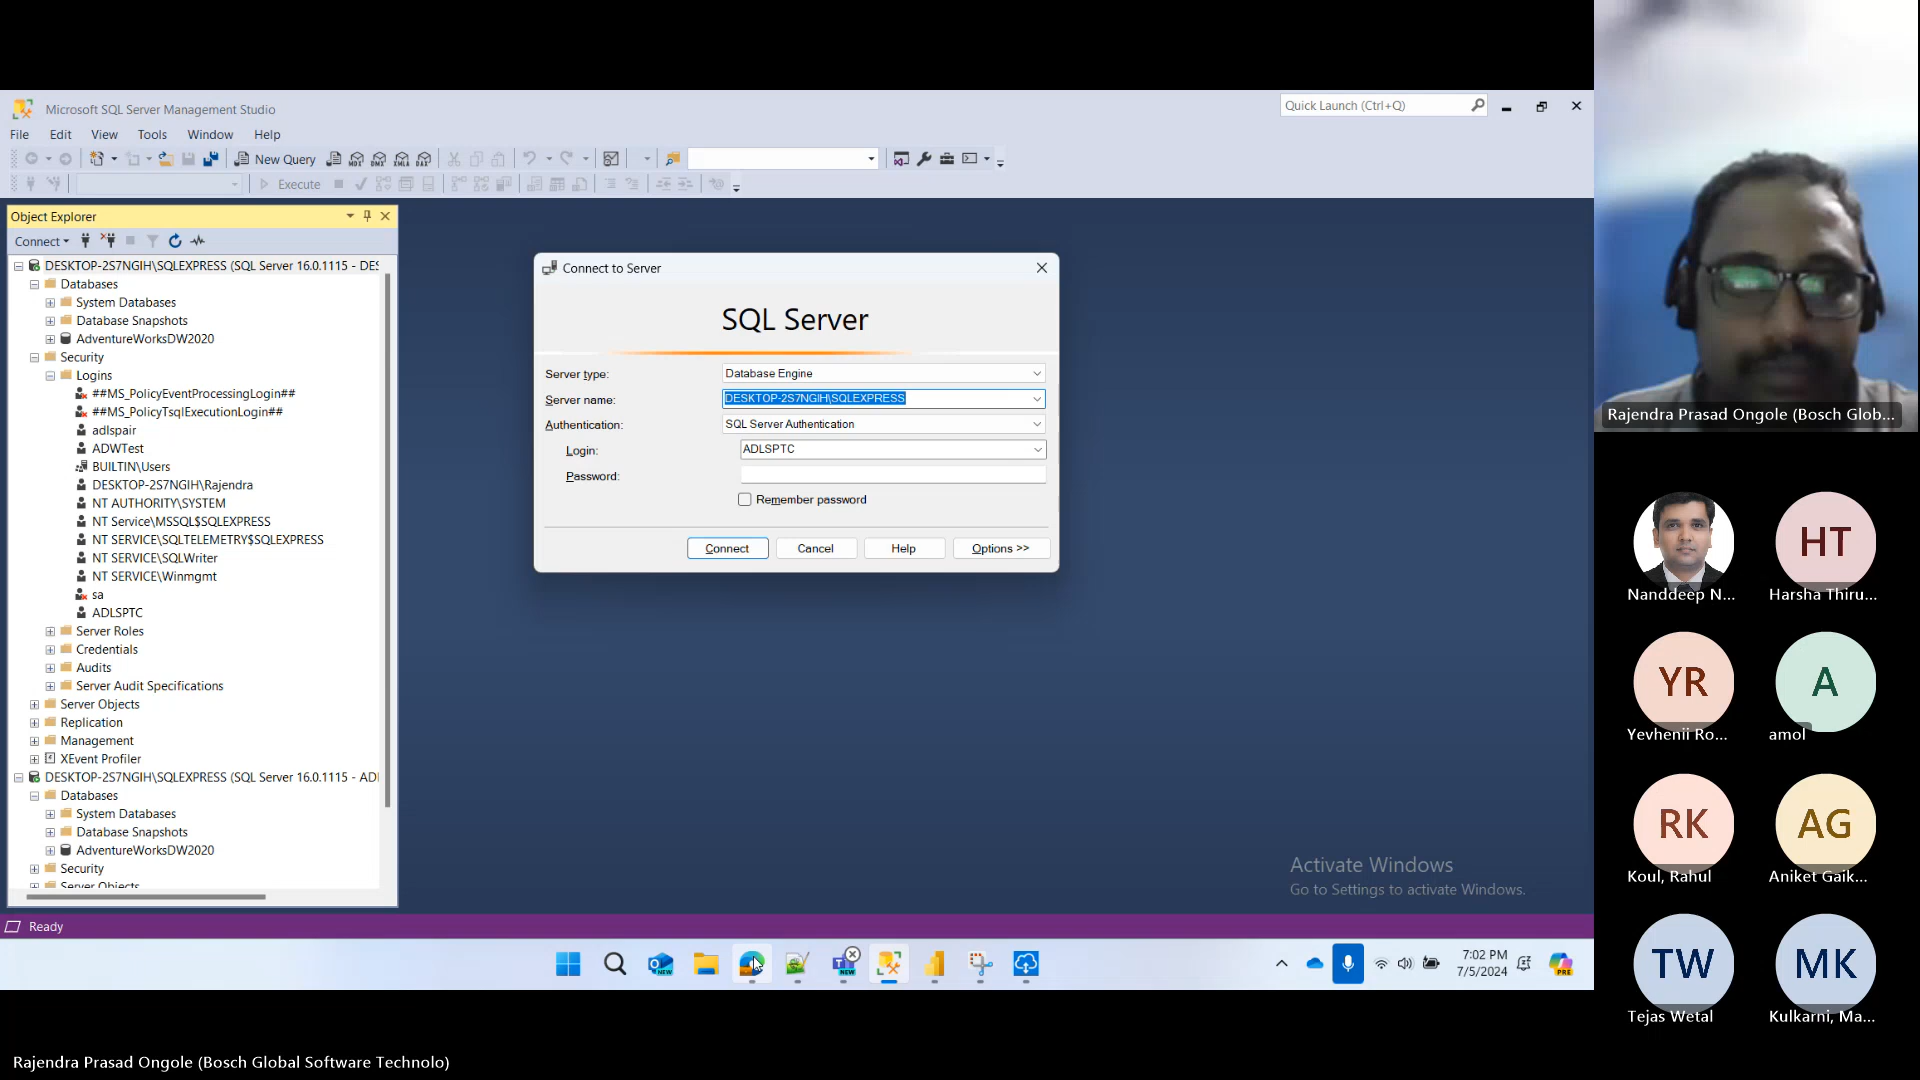 Microsoft SQL Server Management Studio
Quick Launch (Ctrl+Q)
File Edit View Tools Window Help
New Query
Execute
Object Explorer
Connect
DESKTOP-2S7NGIH\SQLEXPRESS (SQL Server 16.0.1115 - DES
Databases
System Databases
Database Snapshots
AdventureWorksDW2020
Security
Logins
##MS_PolicyEventProcessingLogin##
##MS_PolicyTsqlExecutionLogin##
adlspair
ADWTest
BUILTIN\Users
DESKTOP-2S7NGIH\Rajendra
NT AUTHORITY\SYSTEM
NT Service\MSSQL$SQLEXPRESS
NT SERVICE\SQLTELEMETRY$SQLEXPRESS
NT SERVICE\SQLWriter
NT SERVICE\Winmgmt
sa
ADLSPTC
Server Roles
Credentials
Audits
Server Audit Specifications
Server Objects
Replication
Management
XEvent Profiler
DESKTOP-2S7NGIH\SQLEXPRESS (SQL Server 16.0.1115 - ADI
Databases
System Databases
Database Snapshots
AdventureWorksDW2020
Security
Server Objects
Connect to Server
SQL Server
Server type: Database Engine
Server name: DESKTOP-2S7NGIH\SQLEXPRESS
Authentication: SQL Server Authentication
Login: ADLSPTC
Password:
Remember password
Connect Cancel Help Options >>
Activate Windows
Go to Settings to activate Windows.
Ready
7:02 PM
7/5/2024
Rajendra Prasad Ongole (Bosch Glob...
Nanddeep N...
HT
Harsha Thiru...
YR
Yevhenii Ro...
A
amol
RK
Koul, Rahul
AG
Aniket Gaik...
TW
Tejas Wetal
MK
Kulkarni, Ma...
Rajendra Prasad Ongole (Bosch Global Software Technolo)